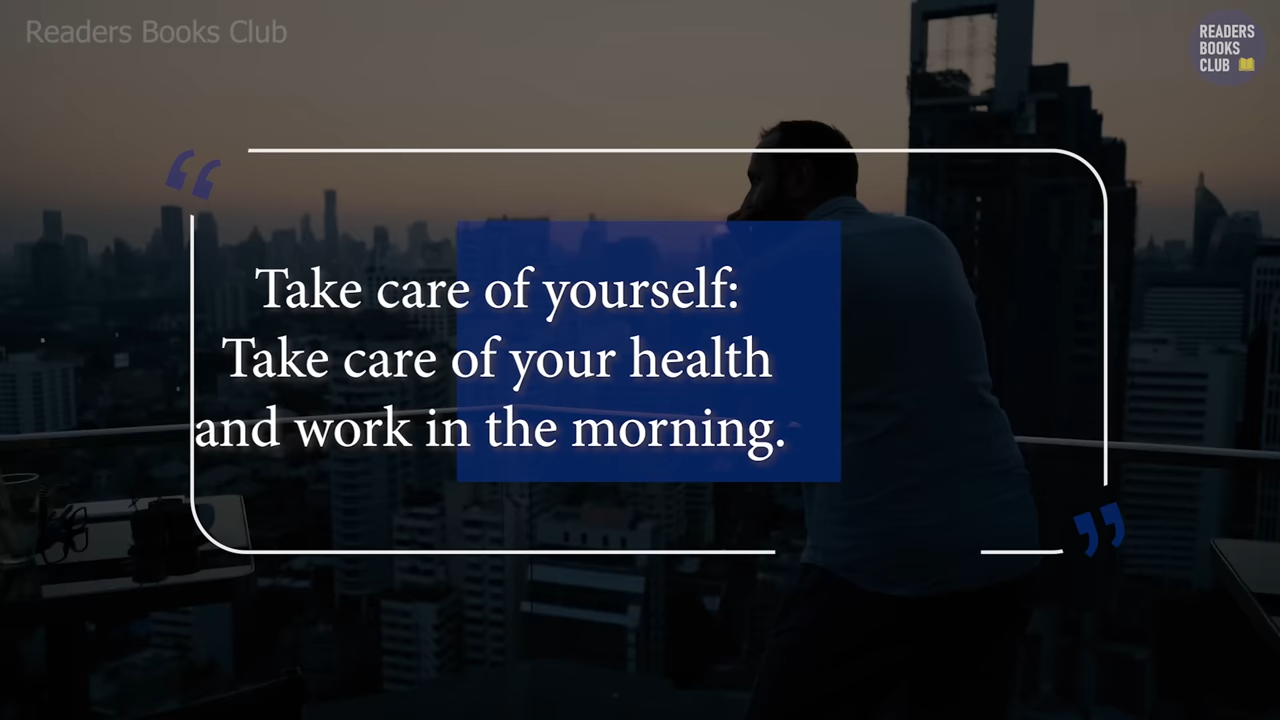 Readers Books Club
READERS
BOOKS
CLUB
Take care of yourself:
Take care of your health
and work in the morning.